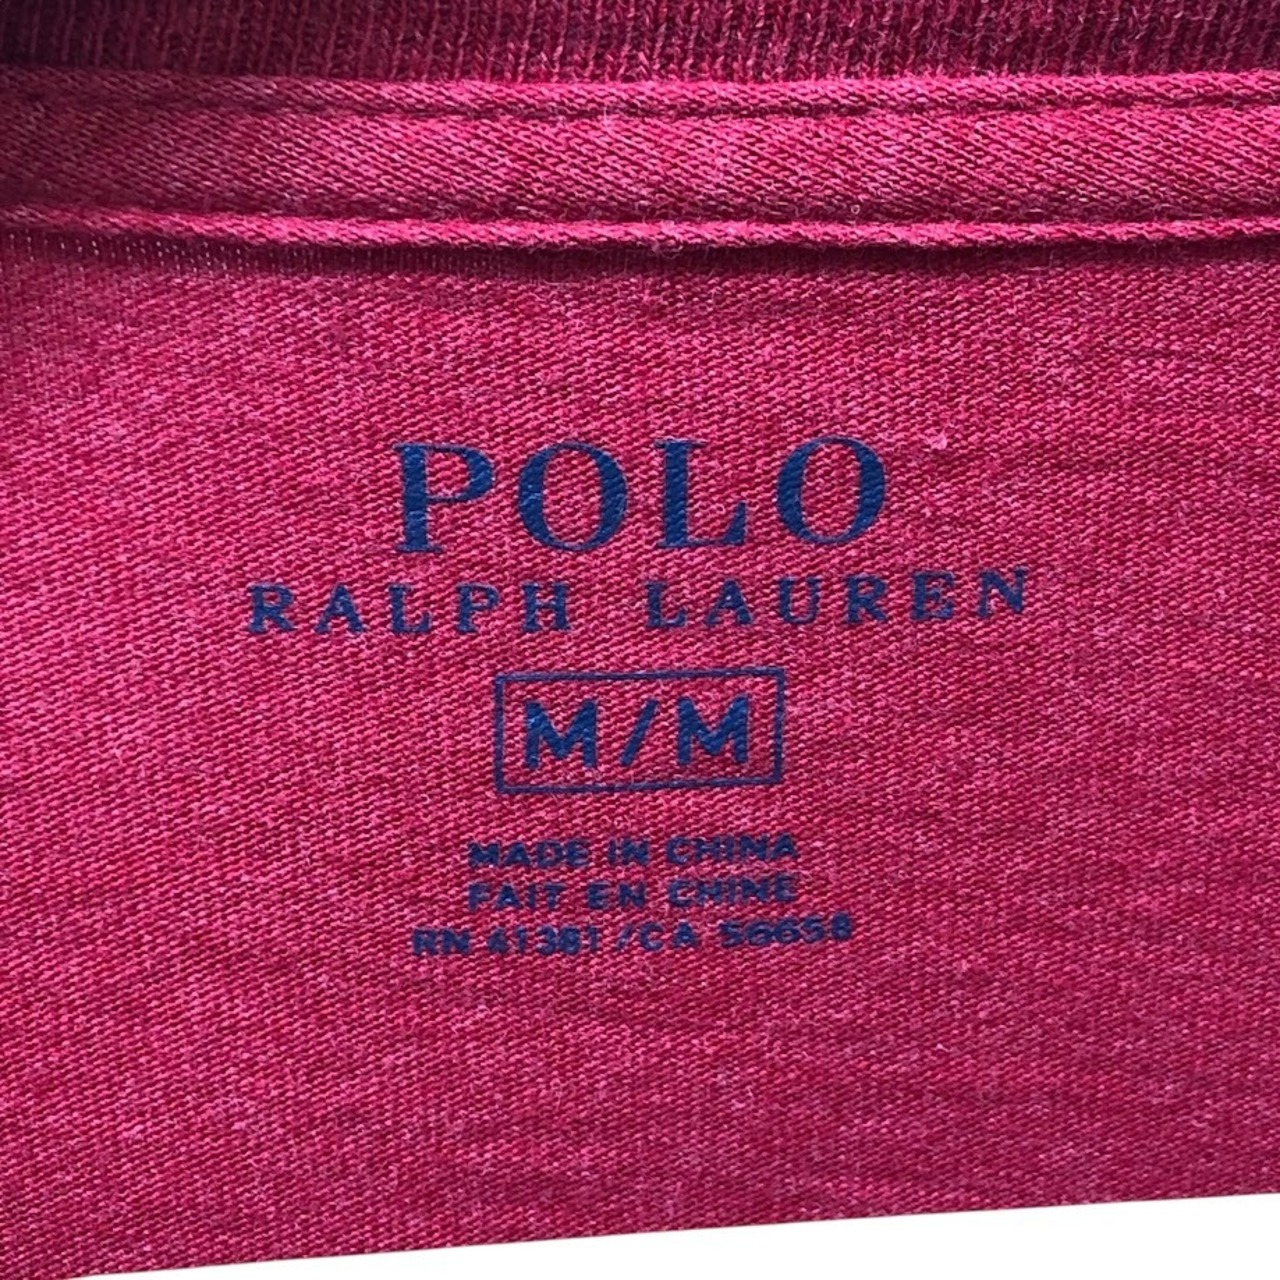 POLO
RALPH LAUREN
M/M
MADE IN CHINA
FAIT EN CHINE
RN 41381/CA 56658